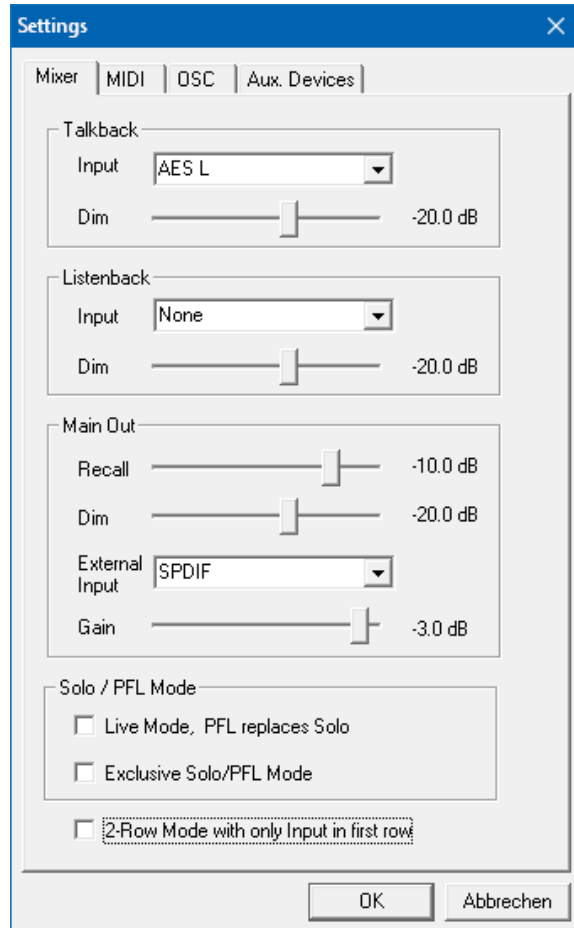 Settings
Mixer MIDI OSC Aux. Devices
Talkback
Input AES L
Dim -20.0 dB
Listenback
Input None
Dim -20.0 dB
Main Out
Recall -10.0 dB
Dim -20.0 dB
External
Input SPDIF
Gain -3.0 dB
Solo / PFL Mode
Live Mode, PFL replaces Solo
Exclusive Solo/PFL Mode
2-Row Mode with only Input in first row
OK Abbrechen